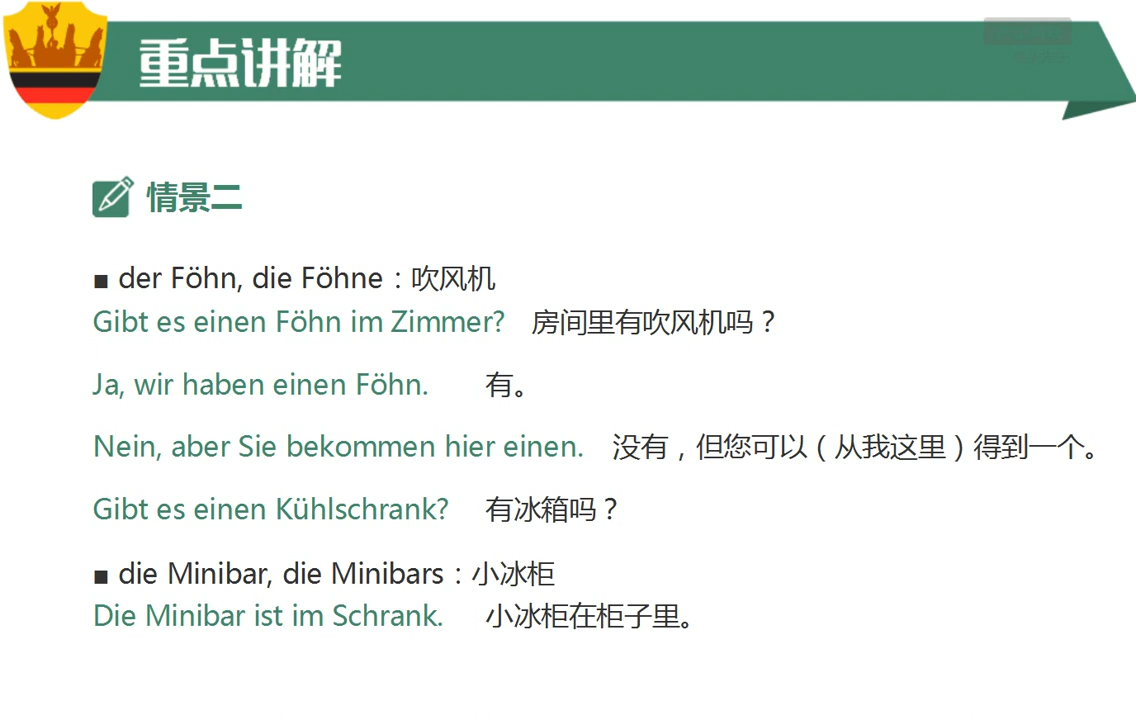 重点讲解
情景二
■ der Föhn, die Föhne：吹风机
Gibt es einen Föhn im Zimmer? 房间里有吹风机吗？
Ja, wir haben einen Föhn. 有。
Nein, aber Sie bekommen hier einen. 没有，但您可以（从我这里）得到一个。
Gibt es einen Kühlschrank? 有冰箱吗？
■ die Minibar, die Minibars：小冰柜
Die Minibar ist im Schrank. 小冰柜在柜子里。